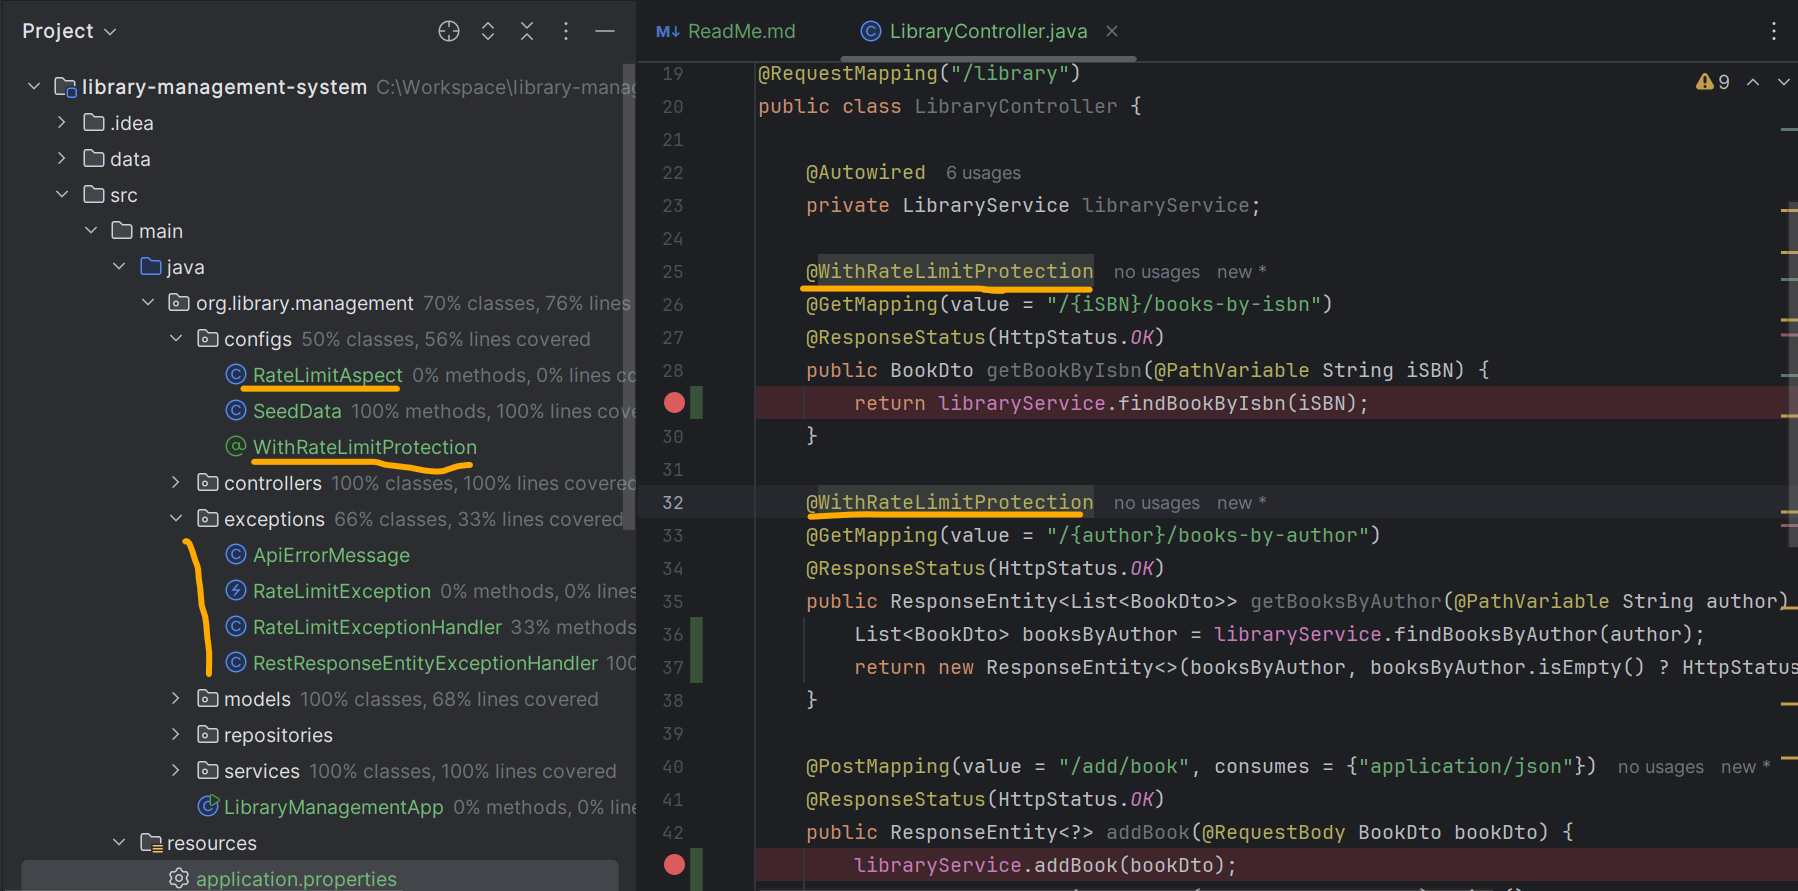 Project
library-management-system C:\Workspace\library-mana
.idea
data
src
main
java
org.library.management 70% classes, 76% lines
configs 50% classes, 56% lines covered
RateLimitAspect 0% methods, 0% lines co
SeedData 100% methods, 100% lines cove
WithRateLimitProtection
controllers 100% classes, 100% lines covered
exceptions 66% classes, 33% lines covered
ApiErrorMessage
RateLimitException 0% methods, 0% lines
RateLimitExceptionHandler 33% methods
RestResponseEntityExceptionHandler 100
models 100% classes, 68% lines covered
repositories
services 100% classes, 100% lines covered
LibraryManagementApp 0% methods, 0% line
resources
application.properties
M↓ ReadMe.md
LibraryController.java
9
19 @RequestMapping("/library")
20 public class LibraryController {
21
22 @Autowired 6 usages
23 private LibraryService libraryService;
24
25 @WithRateLimitProtection no usages new *
26 @GetMapping(value = "/{iSBN}/books-by-isbn")
27 @ResponseStatus(HttpStatus.OK)
28 public BookDto getBookByIsbn(@PathVariable String iSBN) {
return libraryService.findBookByIsbn(iSBN);
30 }
31
32 @WithRateLimitProtection no usages new *
33 @GetMapping(value = "/{author}/books-by-author")
34 @ResponseStatus(HttpStatus.OK)
35 public ResponseEntity<List<BookDto>> getBooksByAuthor(@PathVariable String author)
36 List<BookDto> booksByAuthor = libraryService.findBooksByAuthor(author);
37 return new ResponseEntity<>(booksByAuthor, booksByAuthor.isEmpty() ? HttpStatus
38 }
39
40 @PostMapping(value = "/add/book", consumes = {"application/json"}) no usages new *
41 @ResponseStatus(HttpStatus.OK)
42 public ResponseEntity<?> addBook(@RequestBody BookDto bookDto) {
libraryService.addBook(bookDto);